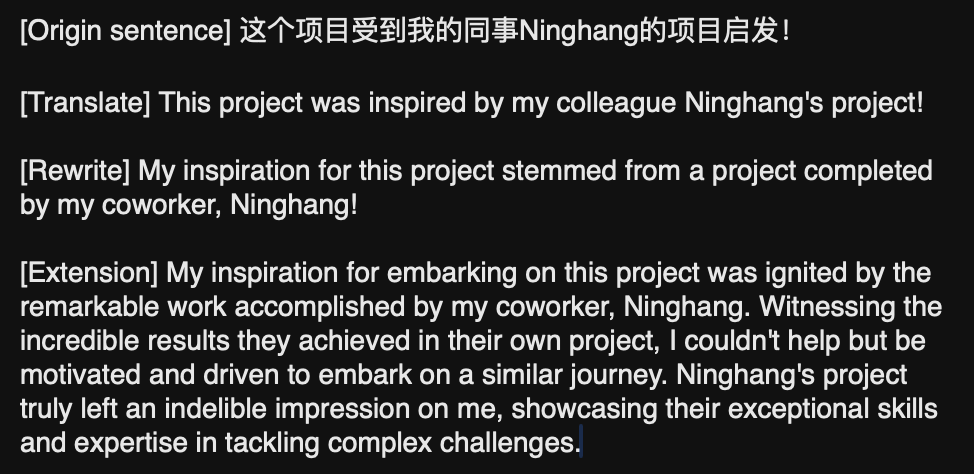 [Origin sentence] 这个项目受到我的同事Ninghang的项目启发！
[Translate] This project was inspired by my colleague Ninghang's project!
[Rewrite] My inspiration for this project stemmed from a project completed
by my coworker, Ninghang!
[Extension] My inspiration for embarking on this project was ignited by the
remarkable work accomplished by my coworker, Ninghang. Witnessing the
incredible results they achieved in their own project, I couldn't help but be
motivated and driven to embark on a similar journey. Ninghang's project
truly left an indelible impression on me, showcasing their exceptional skills
and expertise in tackling complex challenges.